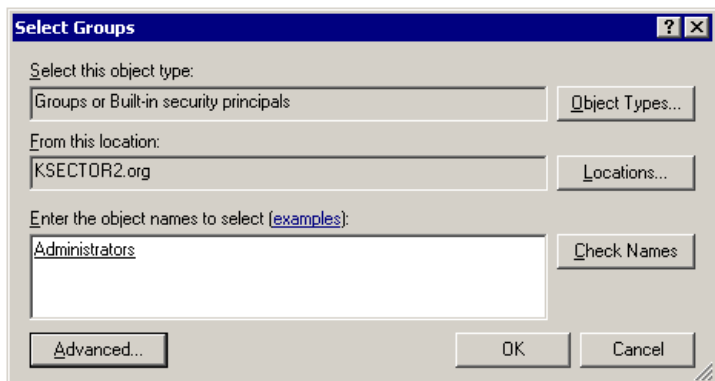 Select Groups
Select this object type:
Groups or Built-in security principals
Object Types...
From this location:
KSECTOR2.org
Locations...
Enter the object names to select (examples):
Administrators
Check Names
Advanced...
OK
Cancel